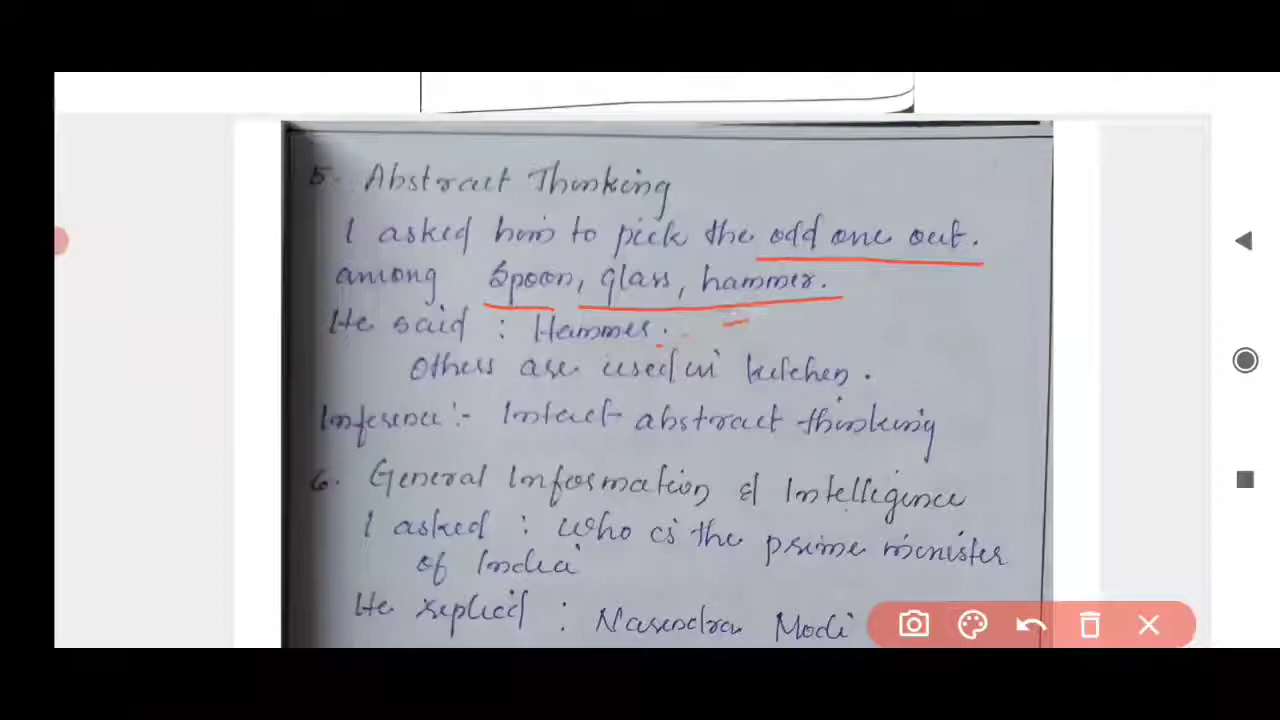 5. Abstract Thinking
I asked him to pick the odd one out.
among Spoon, glass, hammer.
He said : Hammer.
Others are used in kitchen.
Inference :- Intact abstract thinking
6. General Information & Intelligence
I asked : Who is the prime minister
of India
He replied : Narendra Modi